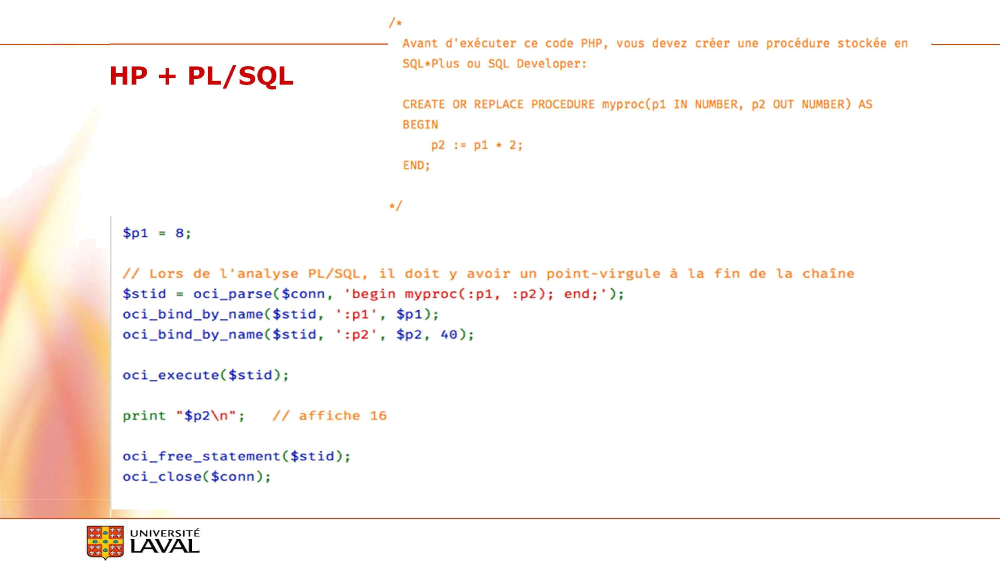 /*
Avant d'exécuter ce code PHP, vous devez créer une procédure stockée en
SQL*Plus ou SQL Developer:
HP + PL/SQL
CREATE OR REPLACE PROCEDURE myproc(p1 IN NUMBER, p2 OUT NUMBER) AS
BEGIN
p2 := p1 * 2;
END;
*/
$p1 = 8;
// Lors de l'analyse PL/SQL, il doit y avoir un point-virgule à la fin de la chaîne
$stid = oci_parse($conn, 'begin myproc(:p1, :p2); end;');
oci_bind_by_name($stid, ':p1', $p1);
oci_bind_by_name($stid, ':p2', $p2, 40);
oci_execute($stid);
print "$p2\n";   // affiche 16
oci_free_statement($stid);
oci_close($conn);
UNIVERSITÉ
LAVAL